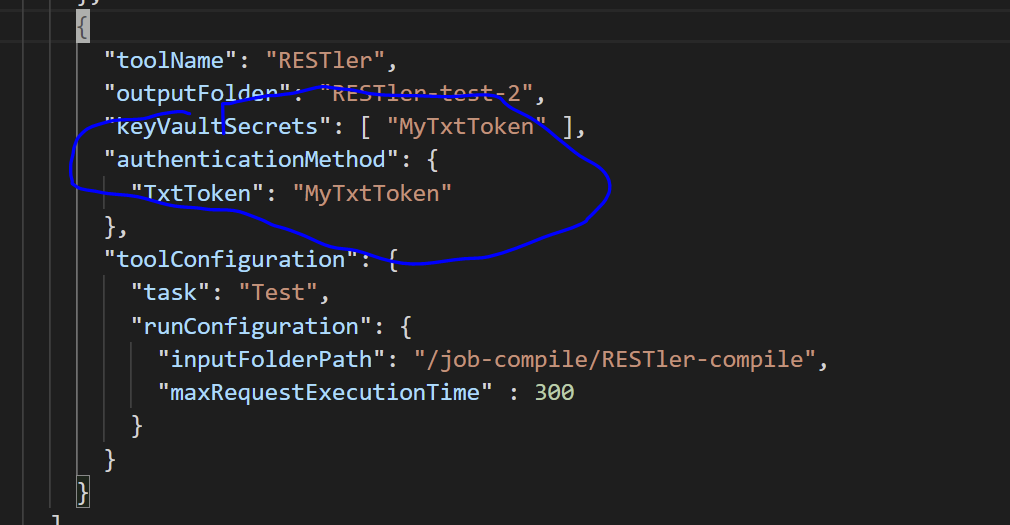 },
{
"toolName": "RESTler",
"outputFolder": "RESTler-test-2",
"keyVaultSecrets": [ "MyTxtToken" ],
"authenticationMethod": {
"TxtToken": "MyTxtToken"
},
"toolConfiguration": {
"task": "Test",
"runConfiguration": {
"inputFolderPath": "/job-compile/RESTler-compile",
"maxRequestExecutionTime" : 300
}
}
}
]